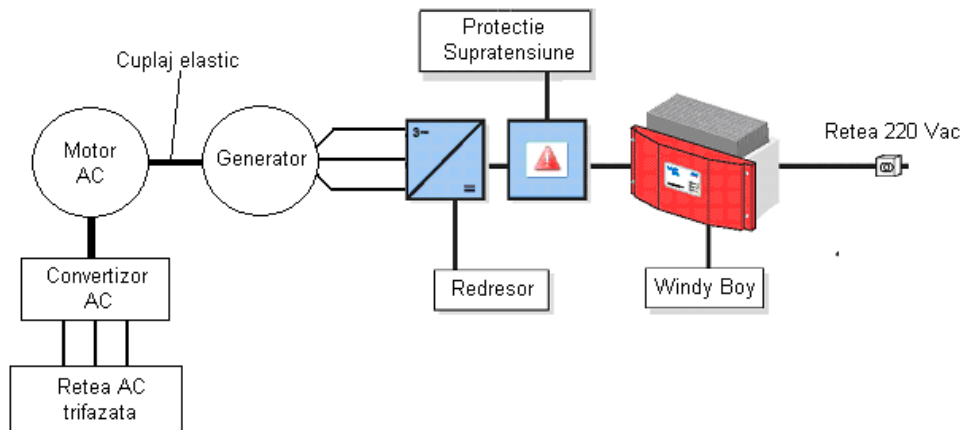 Protectie
Supratensiune
Cuplaj elastic
Motor
AC
Generator
3~
Retea 220 Vac
Convertizor
AC
Redresor
Windy Boy
Retea AC
trifazata